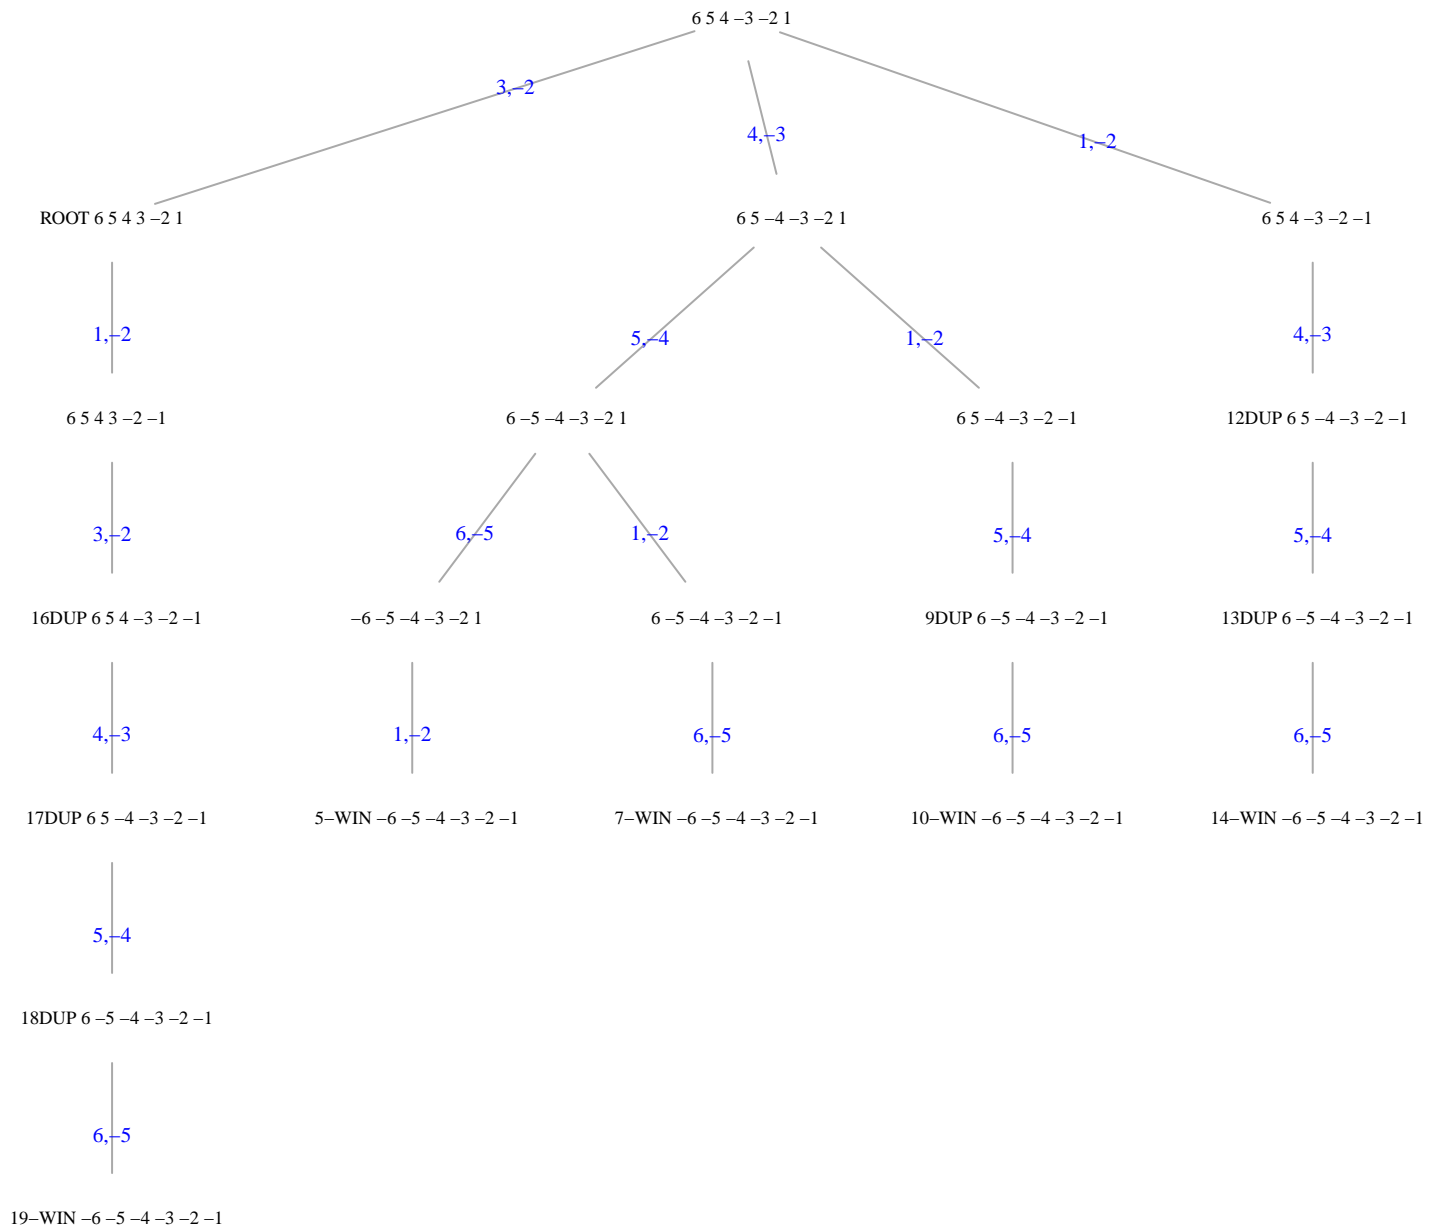 6 5 4 –3 –2 1
3,–2
4,–3
1,–2
ROOT 6 5 4 3 –2 1
6 5 –4 –3 –2 1
6 5 4 –3 –2 –1
1,–2
5,–4
1,–2
4,–3
6 5 4 3 –2 –1
6 –5 –4 –3 –2 1
6 5 –4 –3 –2 –1
12DUP 6 5 –4 –3 –2 –1
3,–2
6,–5
1,–2
5,–4
5,–4
16DUP 6 5 4 –3 –2 –1
–6 –5 –4 –3 –2 1
6 –5 –4 –3 –2 –1
9DUP 6 –5 –4 –3 –2 –1
13DUP 6 –5 –4 –3 –2 –1
4,–3
1,–2
6,–5
6,–5
6,–5
17DUP 6 5 –4 –3 –2 –1
5–WIN –6 –5 –4 –3 –2 –1
7–WIN –6 –5 –4 –3 –2 –1
10–WIN –6 –5 –4 –3 –2 –1
14–WIN –6 –5 –4 –3 –2 –1
5,–4
18DUP 6 –5 –4 –3 –2 –1
6,–5
19–WIN –6 –5 –4 –3 –2 –1